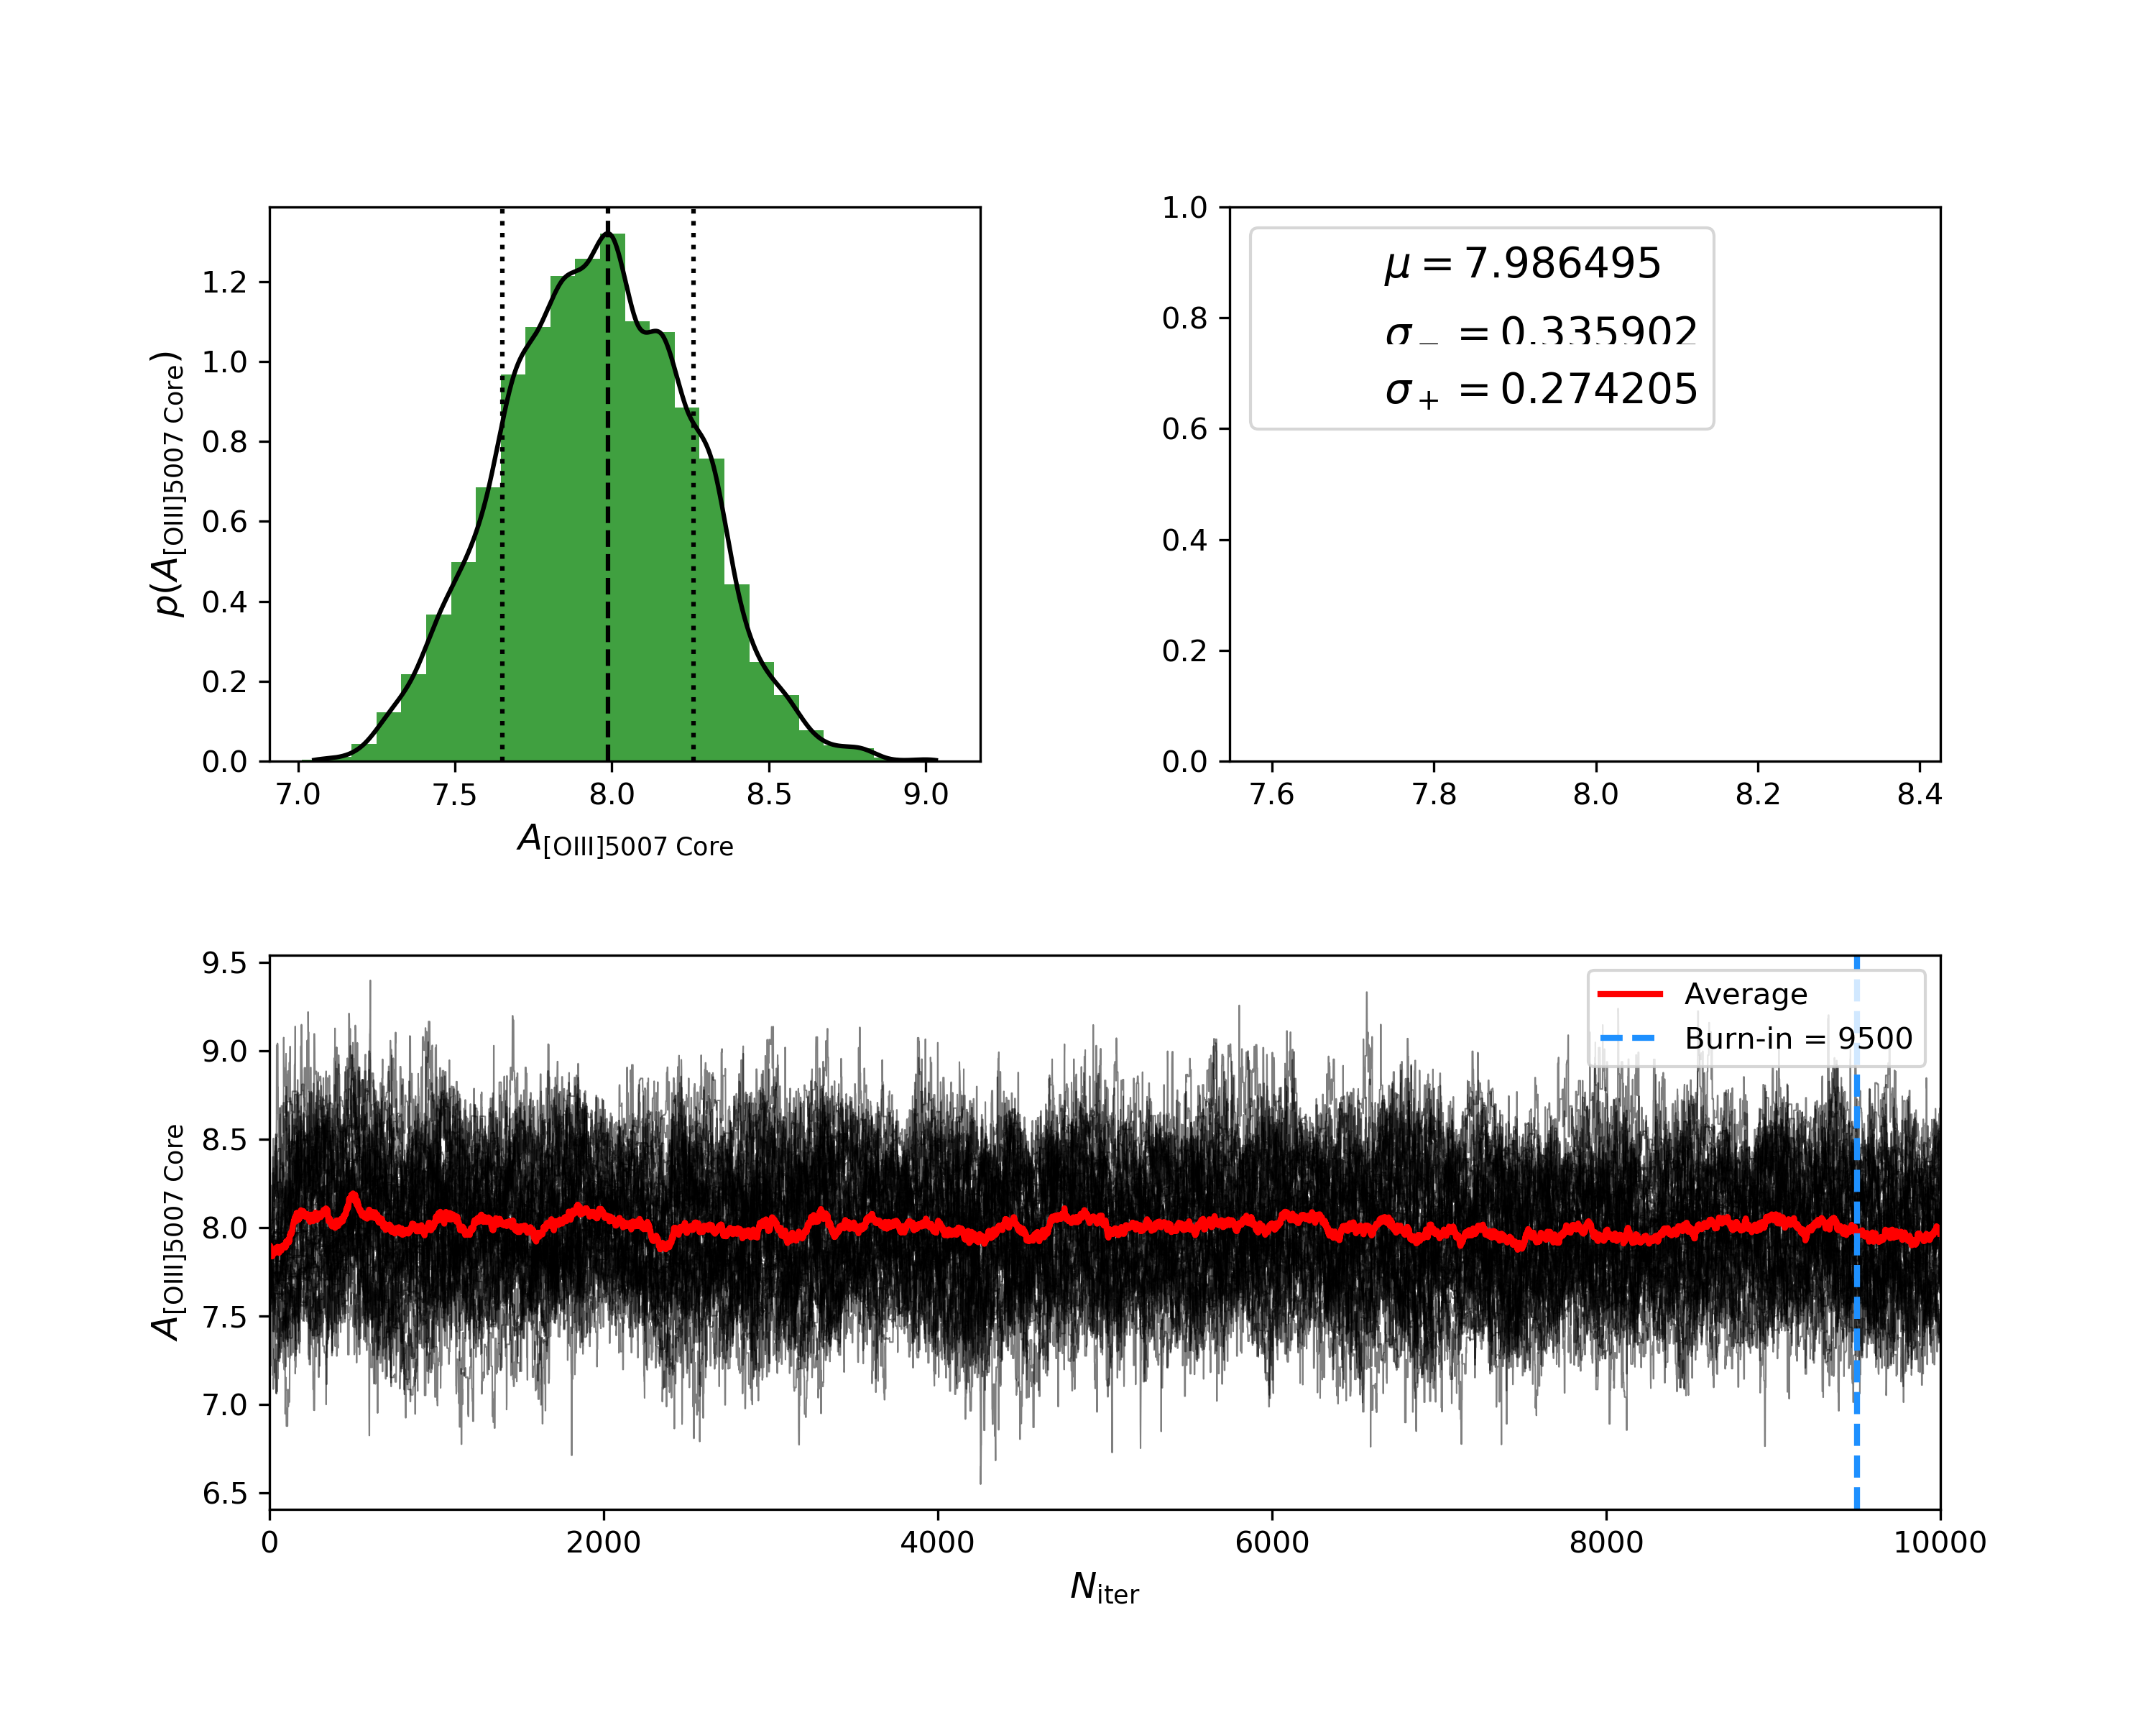 1.2
1.0
0.8
0.6
0.4
0.2
0.0
p(A[OIII]5007 Core)
7.0 7.5 8.0 8.5 9.0
A[OIII]5007 Core
1.0
0.8
0.6
0.4
0.2
0.0
μ = 7.986495
σ− = 0.335902
σ+ = 0.274205
7.6 7.8 8.0 8.2 8.4
9.5
9.0
8.5
8.0
7.5
7.0
6.5
A[OIII]5007 Core
Average
Burn-in = 9500
0 2000 4000 6000 8000 10000
Niter